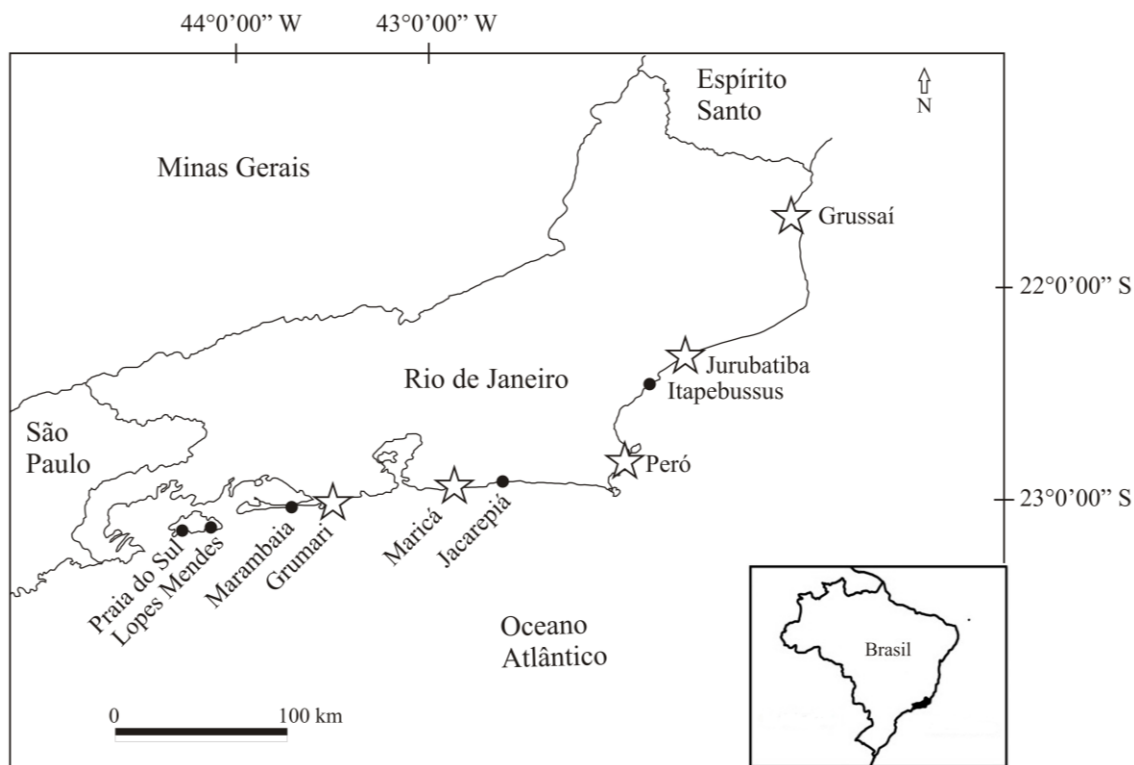 44°0'00” W
43°0'00” W
Espírito
Santo
N
Minas Gerais
Grussaí
22°0'00” S
Jurubatiba
Itapebussus
Rio de Janeiro
São
Paulo
Peró
23°0'00” S
Praia do Sul
Lopes Mendes
Marambaia
Grumari
Maricá
Jacarepiá
Oceano
Atlântico
Brasil
0
100 km